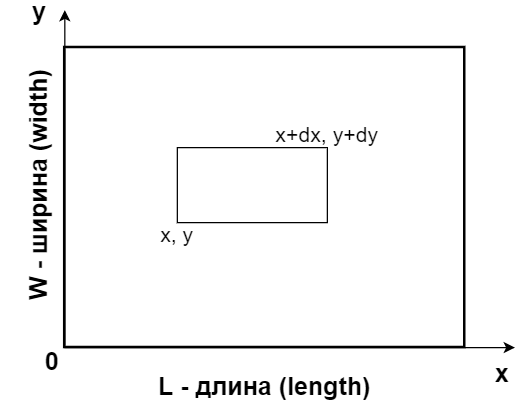 y
W - ширина (width)
x+dx, y+dy
x, y
0
x
L - длина (length)